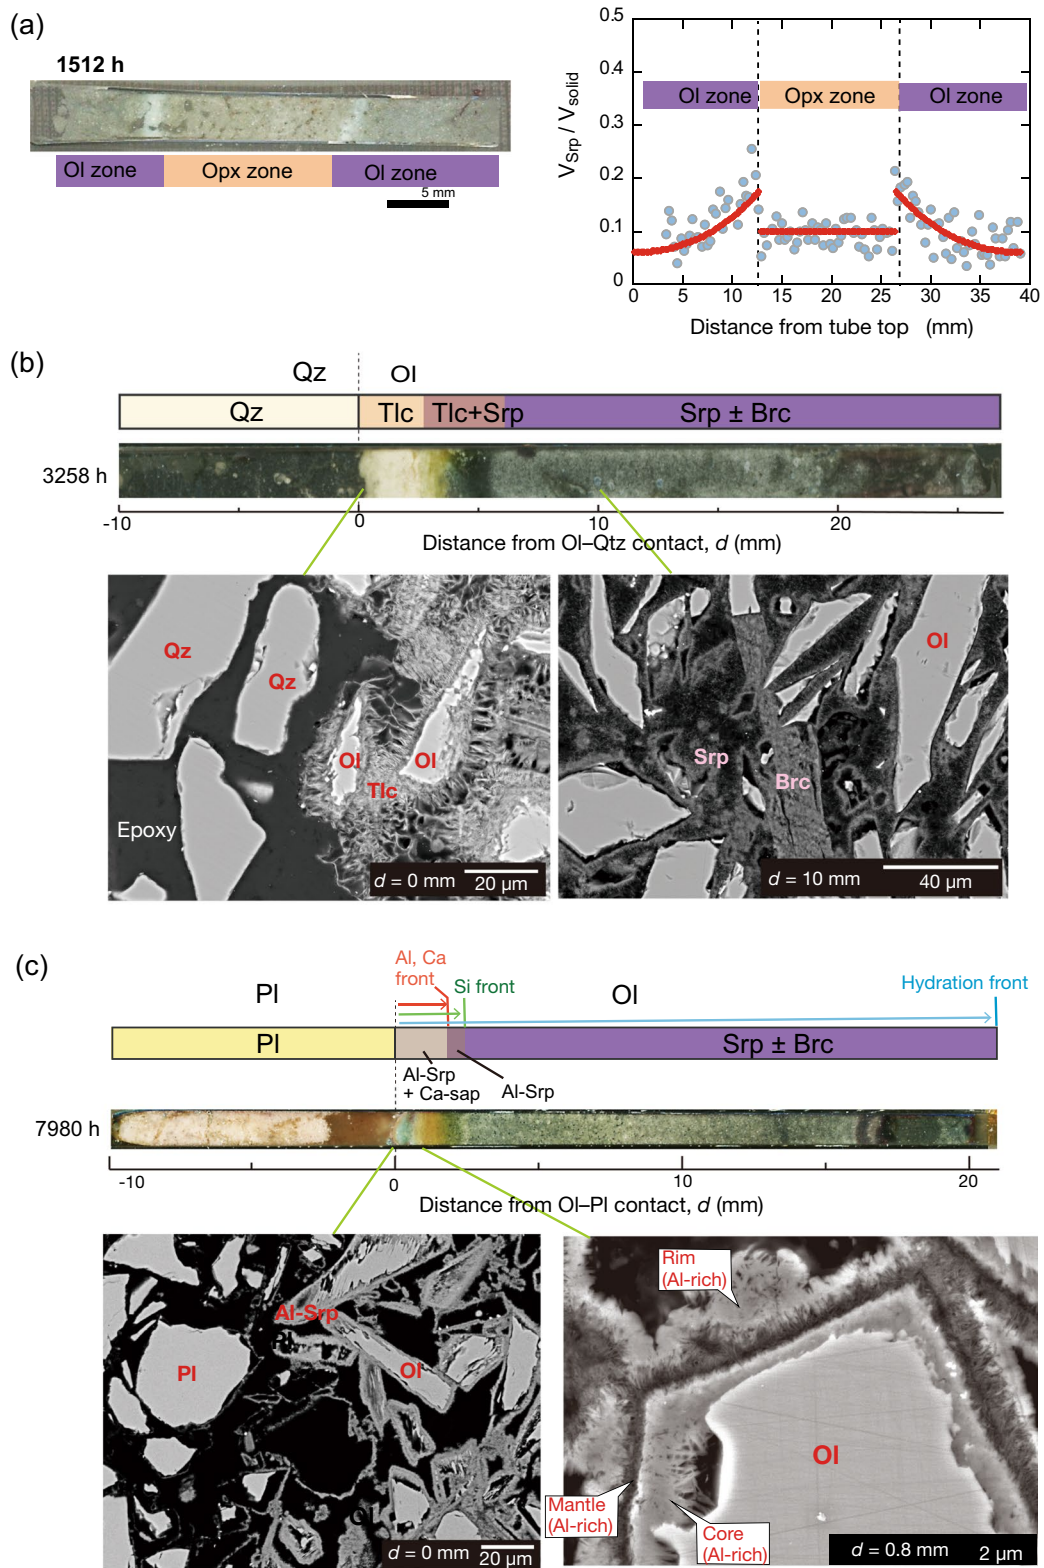 (a)
1512 h
Ol zone
Opx zone
Ol zone
5 mm
0.5
0.4
0.3
0.2
0.1
0
V_Srp / V_solid
Ol zone
Opx zone
Ol zone
0 5 10 15 20 25 30 35 40
Distance from tube top (mm)
(b)
Qz
Ol
Qz
Tlc
Tlc+Srp
Srp ± Brc
3258 h
-10
0
10
20
Distance from Ol–Qtz contact, d (mm)
Qz
Qz
Ol
Ol
Tlc
Epoxy
d = 0 mm
20 µm
Ol
Srp
Brc
d = 10 mm
40 µm
(c)
Al, Ca
front
Si front
Hydration front
Pl
Ol
Pl
Srp ± Brc
Al-Srp
+ Ca-sap
Al-Srp
7980 h
-10
0
10
20
Distance from Ol–Pl contact, d (mm)
Al-Srp
Pl
Pl
Ol
Ol
d = 0 mm
20 µm
Rim
(Al-rich)
Ol
Mantle
(Al-rich)
Core
(Al-rich)
d = 0.8 mm
2 µm